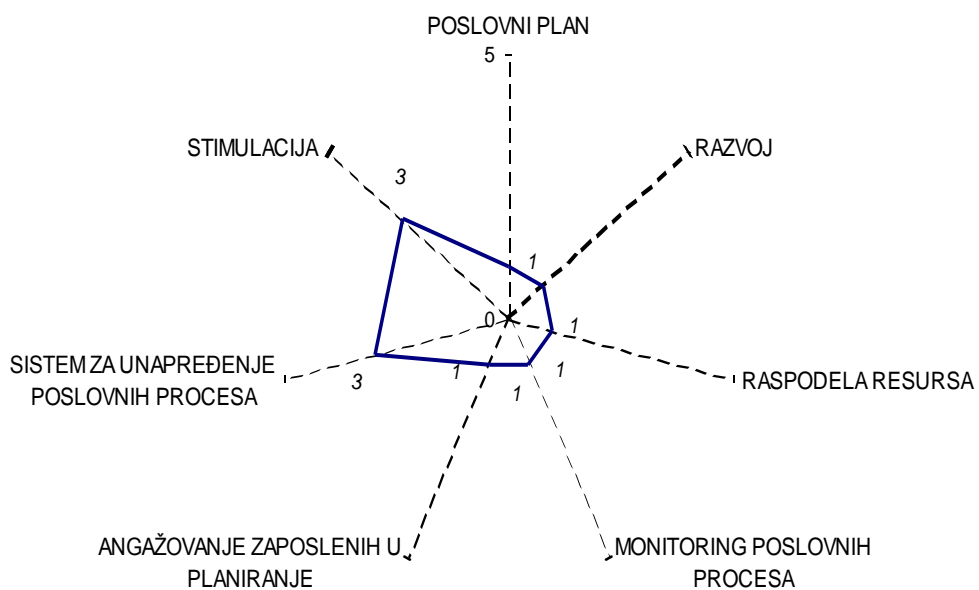 POSLOVNI PLAN
5
STIMULACIJA
RAZVOJ
3
1
0
1
SISTEM ZA UNAPREĐENJE
POSLOVNIH PROCESA
3
1
1
1
RASPODELA RESURSA
ANGAŽOVANJE ZAPOSLENIH U
PLANIRANJE
MONITORING POSLOVNIH
PROCESA